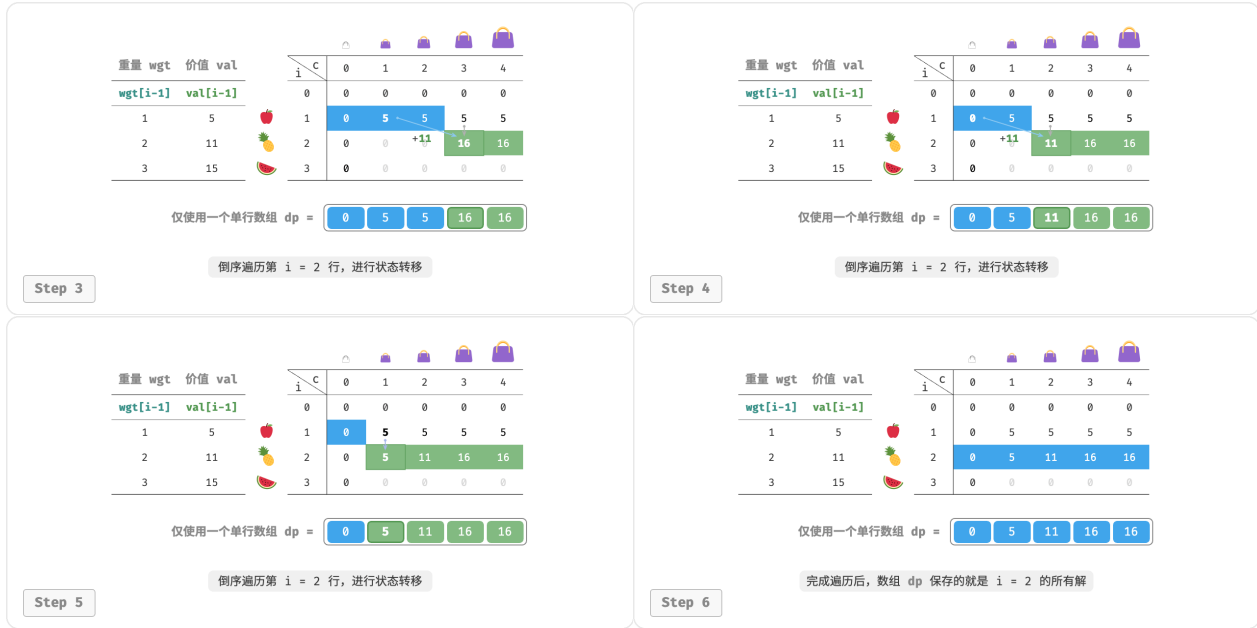 重量 wgt 价值 val
i C 0 1 2 3 4
wgt[i-1] val[i-1] 0 0 0 0 0 0
1 5 1 0 5 5 5 5
+11
2 11 2 0 0 0 16 16
3 15 3 0 0 0 0 0
仅使用一个单行数组 dp = 0 5 5 16 16
倒序遍历第 i = 2 行，进行状态转移
Step 3
重量 wgt 价值 val
i C 0 1 2 3 4
wgt[i-1] val[i-1] 0 0 0 0 0 0
1 5 1 0 5 5 5 5
+11
2 11 2 0 0 11 16 16
3 15 3 0 0 0 0 0
仅使用一个单行数组 dp = 0 5 11 16 16
倒序遍历第 i = 2 行，进行状态转移
Step 4
重量 wgt 价值 val
i C 0 1 2 3 4
wgt[i-1] val[i-1] 0 0 0 0 0 0
1 5 1 0 5 5 5 5
2 11 2 0 5 11 16 16
3 15 3 0 0 0 0 0
仅使用一个单行数组 dp = 0 5 11 16 16
倒序遍历第 i = 2 行，进行状态转移
Step 5
重量 wgt 价值 val
i C 0 1 2 3 4
wgt[i-1] val[i-1] 0 0 0 0 0 0
1 5 1 0 5 5 5 5
2 11 2 0 5 11 16 16
3 15 3 0 0 0 0 0
仅使用一个单行数组 dp = 0 5 11 16 16
完成遍历后，数组 dp 保存的就是 i = 2 的所有解
Step 6